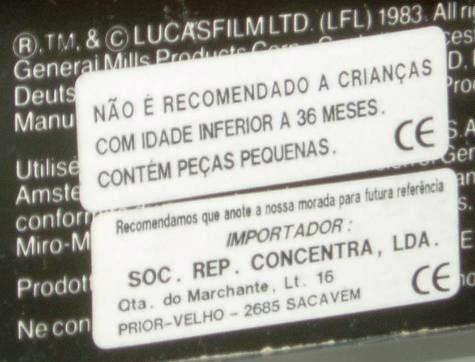 ®.TM. & © LUCASFILM LTD. (LFL) 1983. All
General Mills Products
Deuts
Manu
NÃO É RECOMENDADO A CRIANÇAS
COM IDADE INFERIOR A 36 MESES.
CONTÉM PEÇAS PEQUENAS. CE
Utilisé
Amste
conform
Miro-M
Recomendamos que anote a nossa morada para futura referência
IMPORTADOR:
SOC. REP. CONCENTRA, LDA.
Qta. do Marchante, Lt. 16
PRIOR-VELHO - 2685 SACAVEM CE
Prodott
Ne con